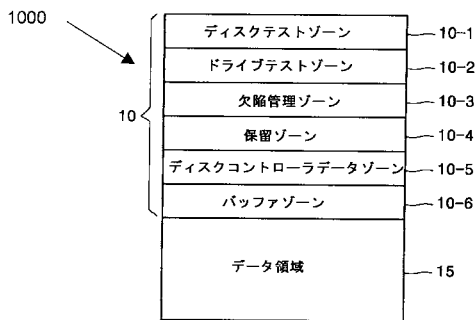 1000
ディスクテストゾーン 10-1
ドライブテストゾーン 10-2
欠陥管理ゾーン 10-3
10
保留ゾーン 10-4
ディスクコントローラデータゾーン 10-5
バッファゾーン 10-6
データ領域 15